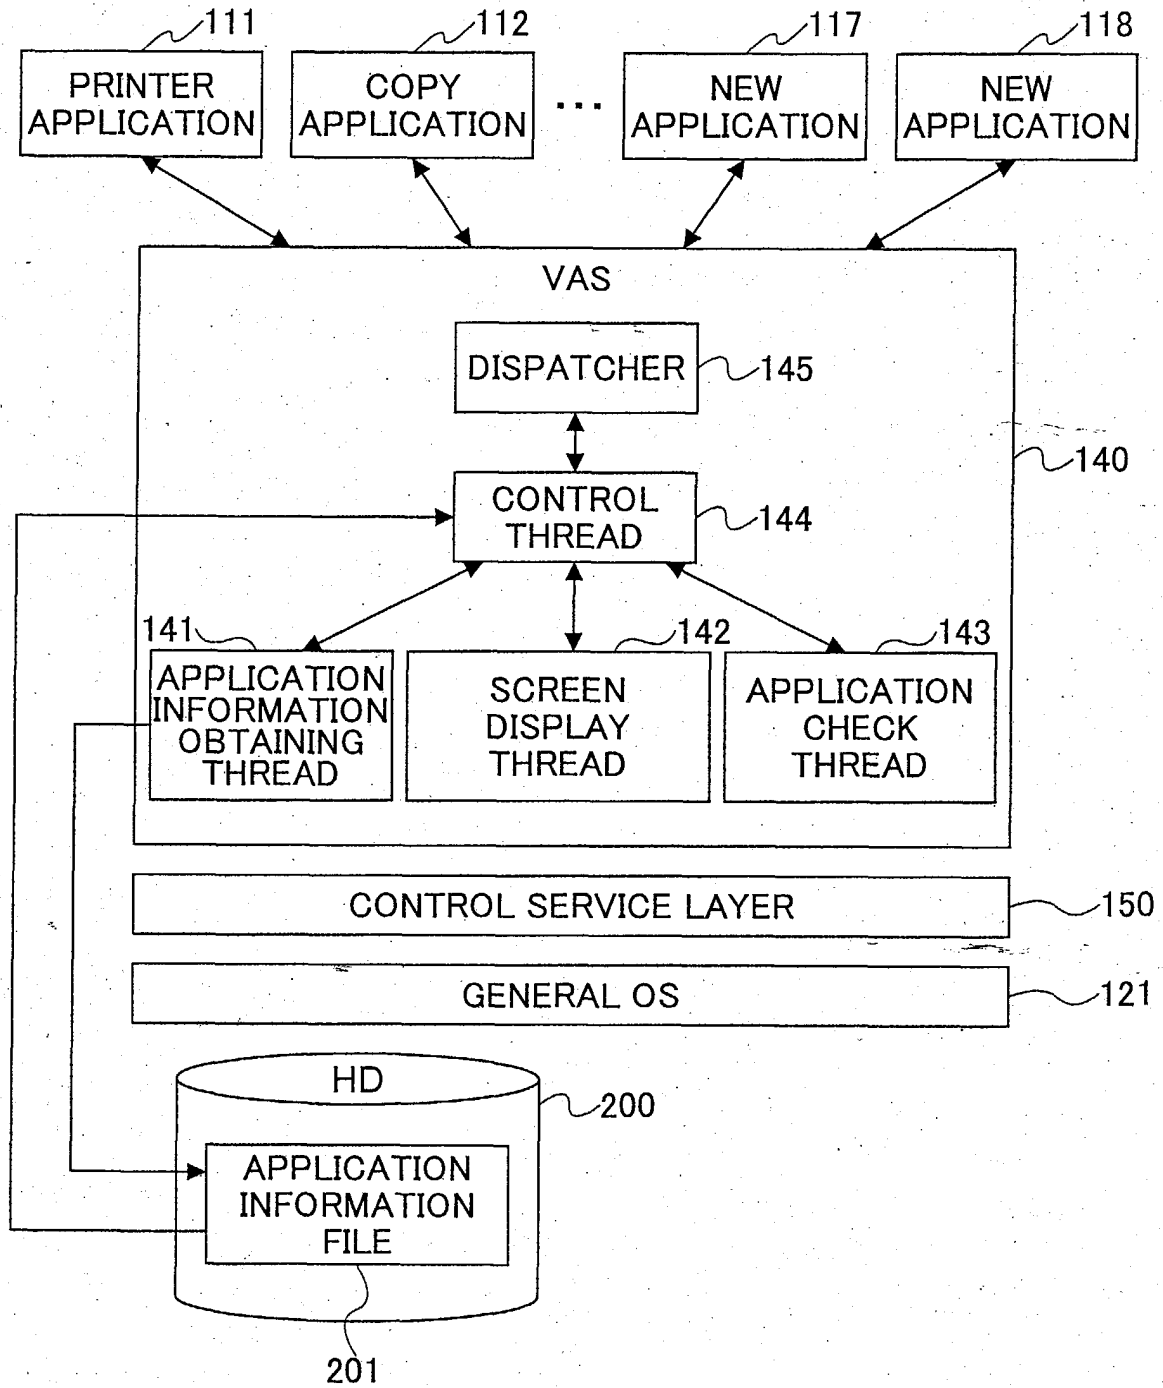 111
112
117
118
PRINTER
APPLICATION
COPY
APPLICATION
...
NEW
APPLICATION
NEW
APPLICATION
VAS
DISPATCHER
145
140
CONTROL
THREAD
144
141
142
143
APPLICATION
INFORMATION
OBTAINING
THREAD
SCREEN
DISPLAY
THREAD
APPLICATION
CHECK
THREAD
CONTROL SERVICE LAYER
150
GENERAL OS
121
HD
200
APPLICATION
INFORMATION
FILE
201